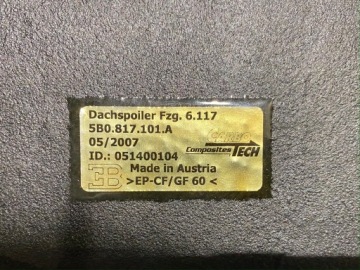 Dachspoiler Fzg. 6.117
5B0.817.101.A
05/2007
ID.: 051400104
Composites TECH
Made in Austria
>EP-CF/GF 60<
EB